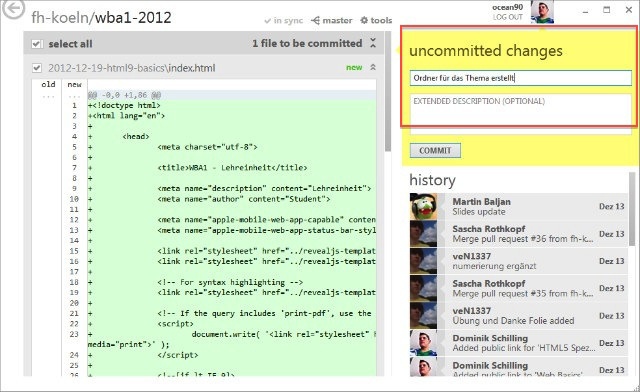 fh-koeln/wba1-2012
in sync
master
tools
ocean90
LOG OUT
select all
1 file to be committed
2012-12-19-html9-basics\index.html
new
old new
... ... @@ -0,0 +1,86 @@
1 +<!doctype html>
2 +<html lang="en">
3 +
4 + <head>
5 + <meta charset="utf-8">
6 +
7 + <title>WBA1 - Lehreinheit</title>
8 +
9 + <meta name="description" content="Lehreinheit">
10 + <meta name="author" content="Student">
11 +
12 + <meta name="apple-mobile-web-app-capable" content
13 + <meta name="apple-mobile-web-app-status-bar-styl
14 +
15 + <link rel="stylesheet" href="../revealjs-templat
16 + <link rel="stylesheet" href="../revealjs-templat
17 +
18 + <!-- For syntax highlighting -->
19 + <link rel="stylesheet" href="../revealjs-templat
20 +
21 + <!-- If the query includes 'print-pdf', use the
22 + <script>
23 + document.write( '<link rel="stylesheet" h
media="print">' );
24 + </script>
25 +
26 + <!--[if lt IE 9]>
uncommitted changes
Ordner für das Thema erstellt
EXTENDED DESCRIPTION (OPTIONAL)
COMMIT
history
Martin Baljan
Slides update Dez 13
Sascha Rothkopf
Merge pull request #36 from fh-k... Dez 13
veN1337
numerierung ergänzt Dez 13
Sascha Rothkopf
Merge pull request #35 from fh-k... Dez 13
veN1337
Übung und Danke Folie added Dez 13
Dominik Schilling
Added public link for 'HTML5 Spez... Dez 13
Dominik Schilling
Added public link to 'Web Basics'... Dez 13